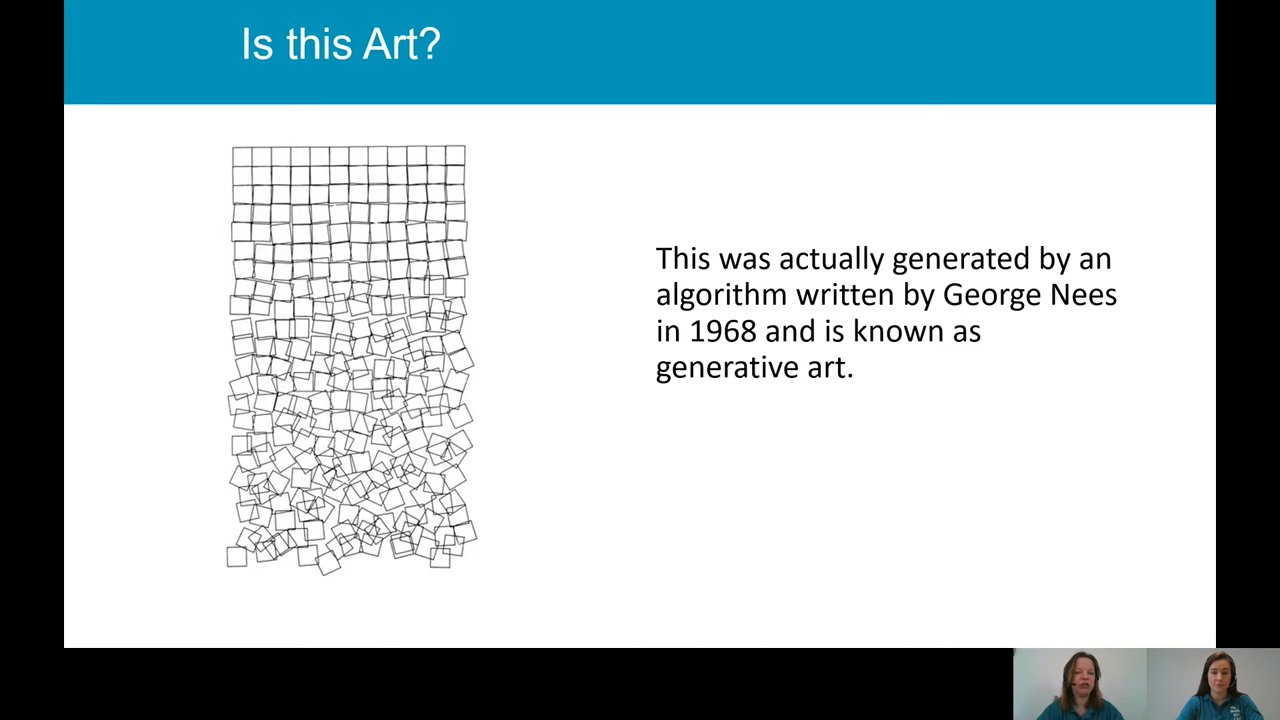 Is this Art?
This was actually generated by an
algorithm written by George Nees
in 1968 and is known as
generative art.